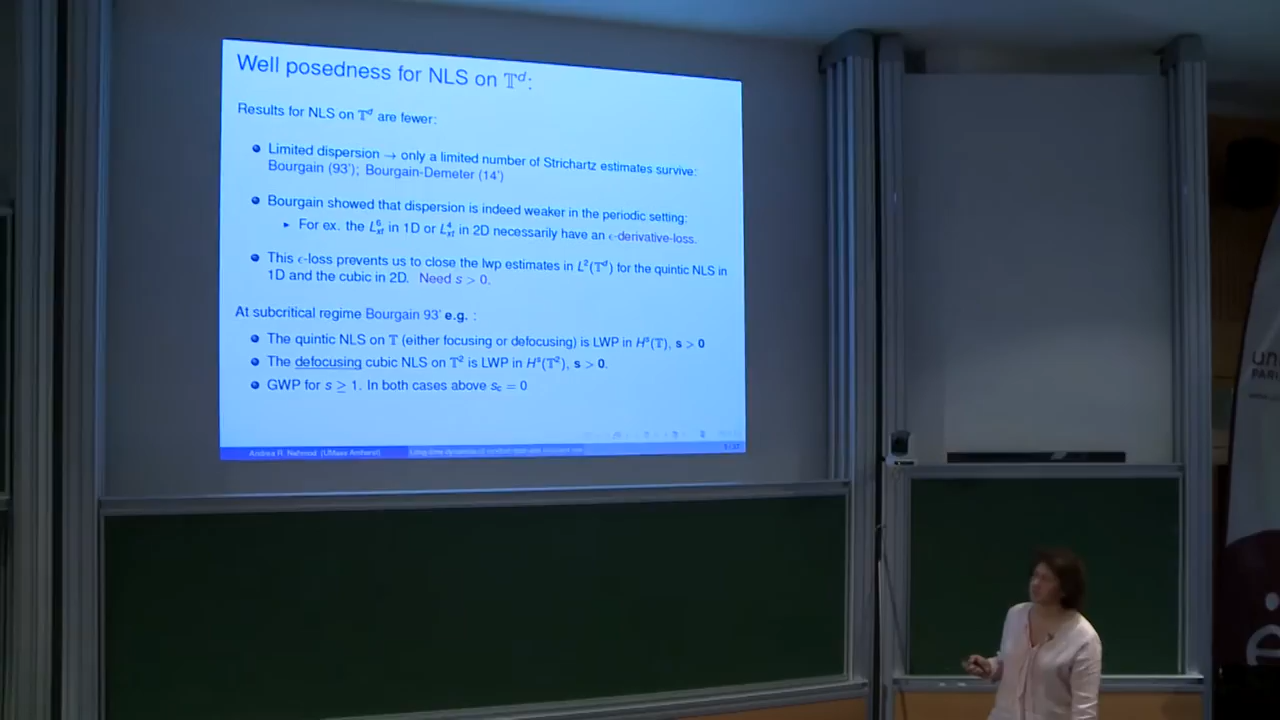 Well posedness for NLS on 𝕋ᵈ:
Results for NLS on 𝕋ᵈ are fewer:
Limited dispersion → only a limited number of Strichartz estimates survive:
Bourgain (93'); Bourgain-Demeter (14')
Bourgain showed that dispersion is indeed weaker in the periodic setting:
For ex. the L⁶ₓₜ in 1D or L⁴ₓₜ in 2D necessarily have an ϵ-derivative-loss.
This ϵ-loss prevents us to close the lwp estimates in L²(𝕋ᵈ) for the quintic NLS in
1D and the cubic in 2D. Need s > 0.
At subcritical regime Bourgain 93' e.g. :
The quintic NLS on 𝕋 (either focusing or defocusing) is LWP in Hˢ(𝕋), s > 0
The defocusing cubic NLS on 𝕋² is LWP in Hˢ(𝕋²), s > 0.
GWP for s ≥ 1. In both cases above s_c = 0
Andrea R. Nahmod (UMass Amherst)